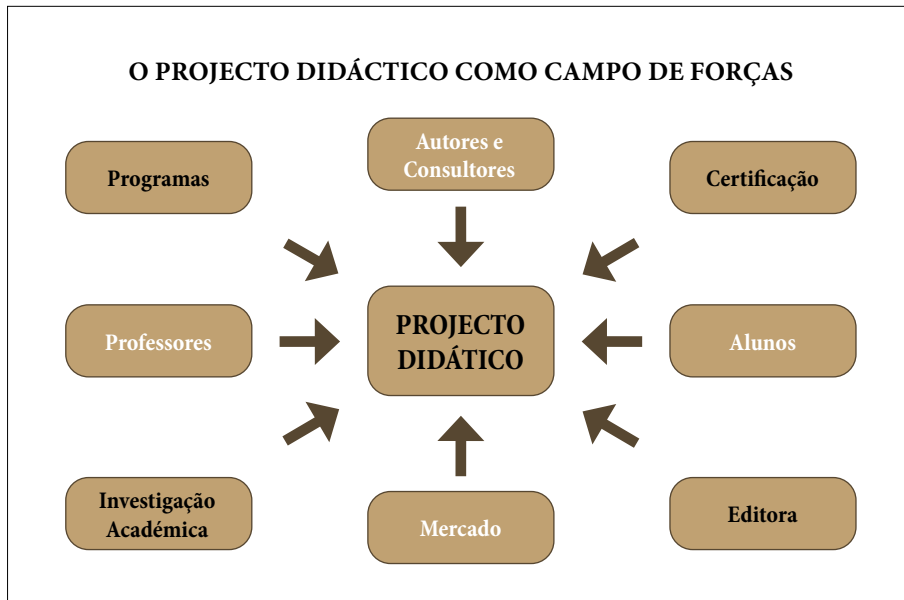 O PROJECTO DIDÁCTICO COMO CAMPO DE FORÇAS
Programas
Autores e
Consultores
Certificação
Professores
PROJECTO
DIDÁTICO
Alunos
Investigação
Académica
Mercado
Editora